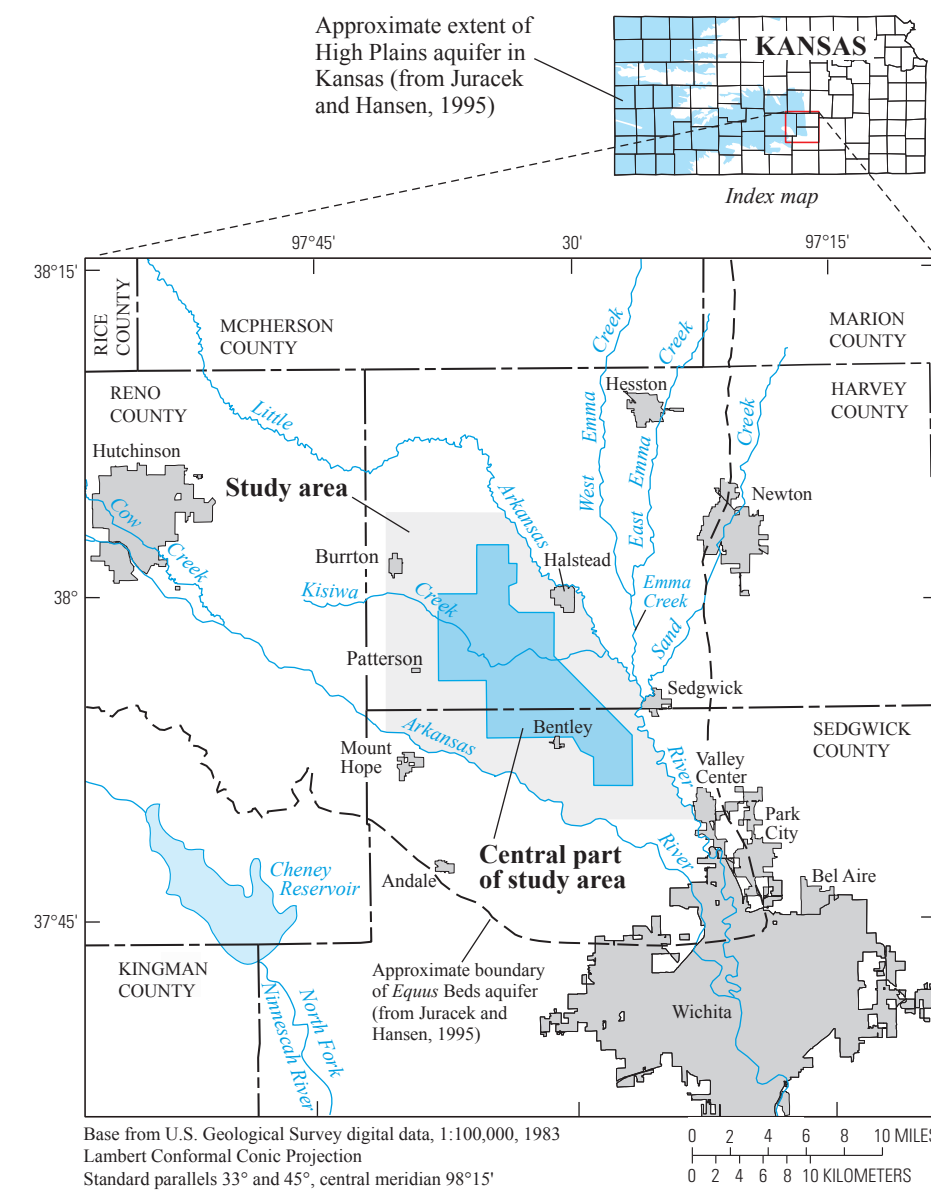 Approximate extent of
High Plains aquifer in
Kansas (from Juracek
and Hansen, 1995)
KANSAS
Index map
97°45'
30'
97°15'
38°15'
RICE
COUNTY
MCPHERSON
COUNTY
MARION
COUNTY
RENO
COUNTY
HARVEY
COUNTY
Hutchinson
Little
West Emma Creek
East Emma Creek
Hesston
Creek
Newton
Study area
Arkansas
Cow
Creek
Burrton
Halstead
38°
Kisiwa
Creek
Emma
Creek
Sand
Patterson
Sedgwick
Arkansas
Bentley
SEDGWICK
COUNTY
Mount
Hope
River
Valley
Center
Park
City
River
Central part
of study area
Cheney
Reservoir
Andale
Bel Aire
37°45'
KINGMAN
COUNTY
Approximate boundary
of Equus Beds aquifer
(from Juracek and
Hansen, 1995)
North Fork
Ninnescah River
Wichita
Base from U.S. Geological Survey digital data, 1:100,000, 1983
Lambert Conformal Conic Projection
Standard parallels 33° and 45°, central meridian 98°15'
0 2 4 6 8 10 MILES
0 2 4 6 8 10 KILOMETERS